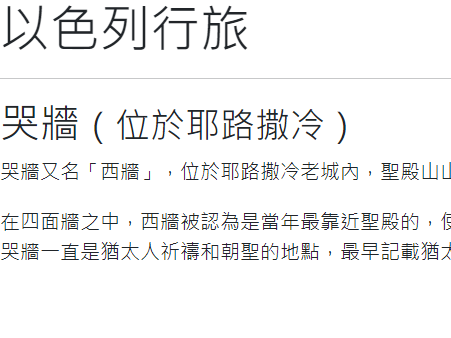 以色列行旅
哭牆（位於耶路撒冷）
哭牆又名「西牆」，位於耶路撒冷老城內，聖殿山山
在四面牆之中，西牆被認為是當年最靠近聖殿的，使
哭牆一直是猶太人祈禱和朝聖的地點，最早記載猶太